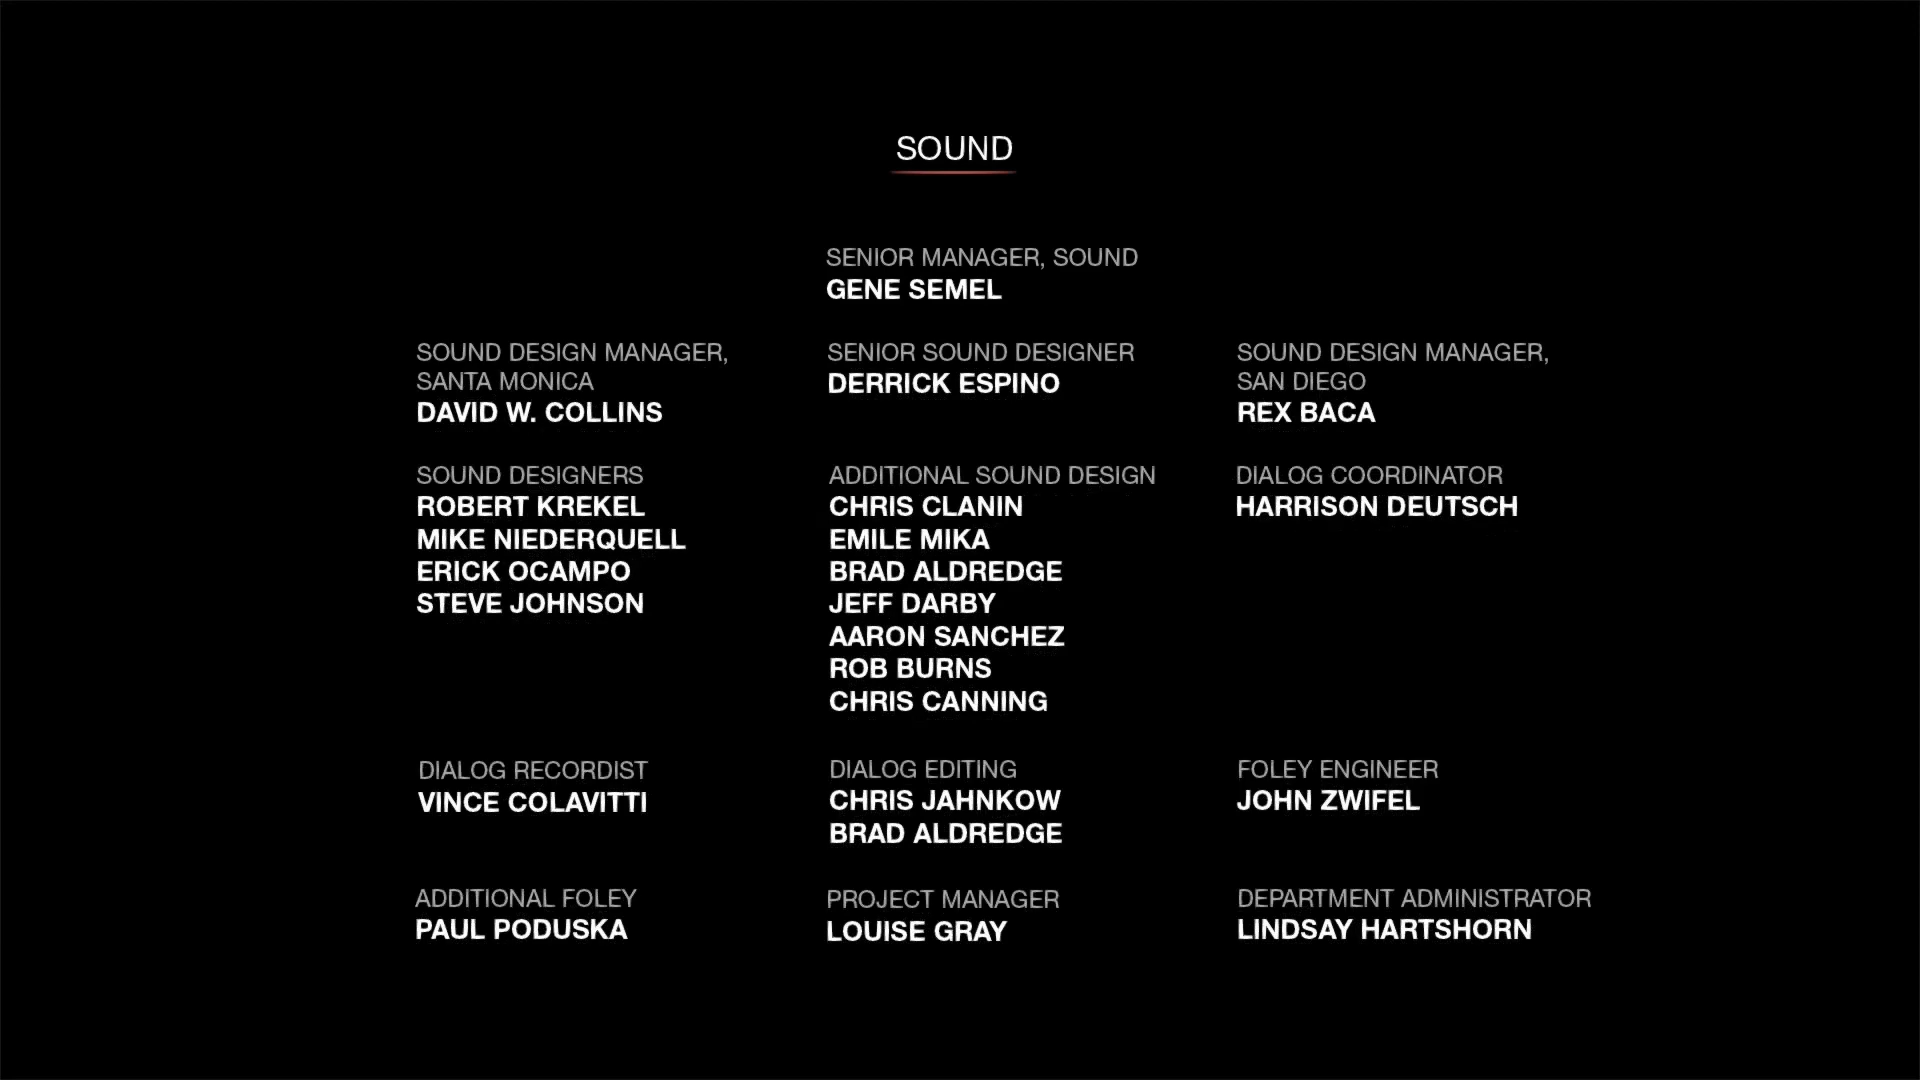 SOUND
SENIOR MANAGER, SOUND
GENE SEMEL
SOUND DESIGN MANAGER,
SANTA MONICA
DAVID W. COLLINS
SENIOR SOUND DESIGNER
DERRICK ESPINO
SOUND DESIGN MANAGER,
SAN DIEGO
REX BACA
SOUND DESIGNERS
ROBERT KREKEL
MIKE NIEDERQUELL
ERICK OCAMPO
STEVE JOHNSON
ADDITIONAL SOUND DESIGN
CHRIS CLANIN
EMILE MIKA
BRAD ALDREDGE
JEFF DARBY
AARON SANCHEZ
ROB BURNS
CHRIS CANNING
DIALOG COORDINATOR
HARRISON DEUTSCH
DIALOG RECORDIST
VINCE COLAVITTI
DIALOG EDITING
CHRIS JAHNKOW
BRAD ALDREDGE
FOLEY ENGINEER
JOHN ZWIFEL
ADDITIONAL FOLEY
PAUL PODUSKA
PROJECT MANAGER
LOUISE GRAY
DEPARTMENT ADMINISTRATOR
LINDSAY HARTSHORN